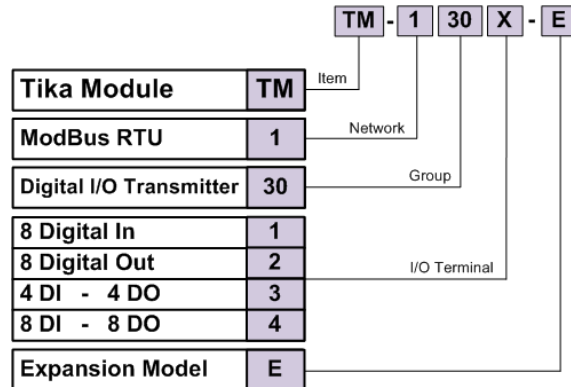 TM - 1 30 X - E
Item
Tika Module TM
Network
ModBus RTU 1
Group
Digital I/O Transmitter 30
8 Digital In 1
8 Digital Out 2
I/O Terminal
4 DI - 4 DO 3
8 DI - 8 DO 4
Expansion Model E